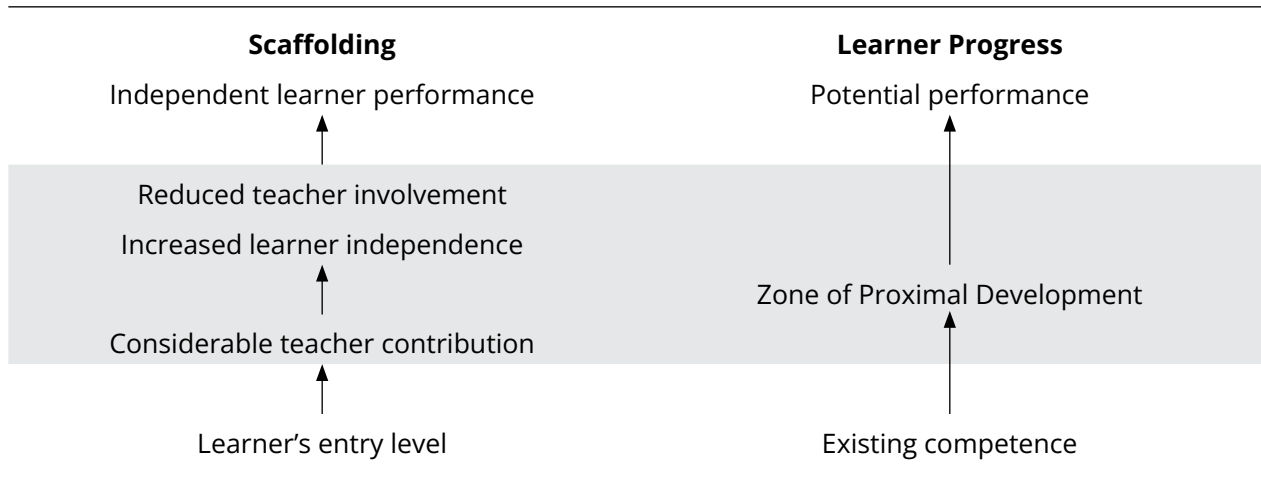 Scaffolding
Independent learner performance
Reduced teacher involvement
Increased learner independence
Considerable teacher contribution
Learner’s entry level
Learner Progress
Potential performance
Zone of Proximal Development
Existing competence